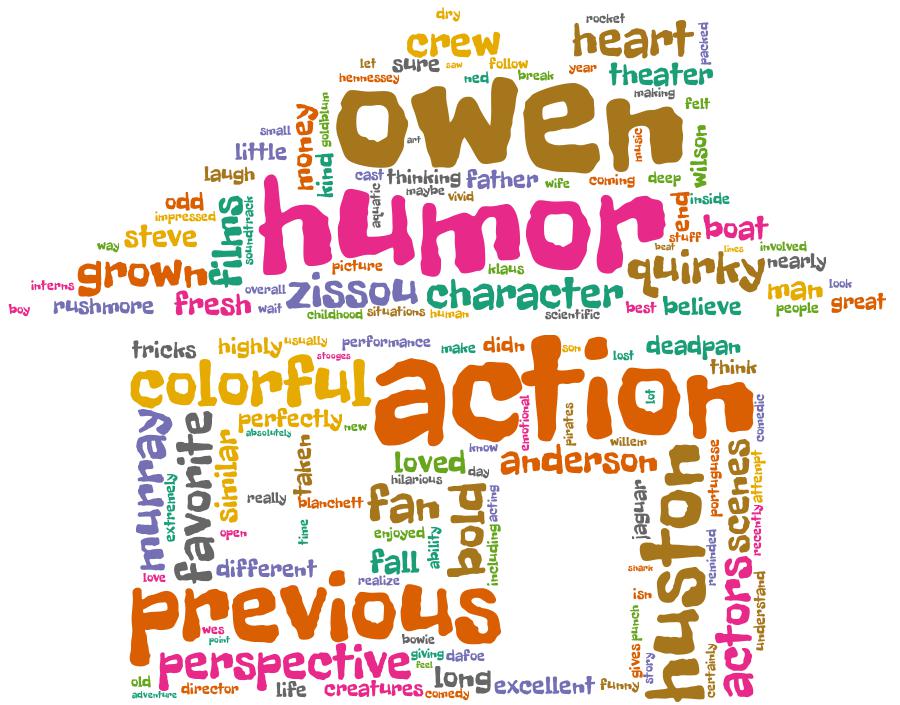 dry
rocket
crew
heart
packed
let
sure
saw
follow
hennessey
ned
break
year
theater
making
owen
art
small
money
goldblum
felt
music
wilson
little
kind
laugh
cast
thinking
father
wife
coming
deep
maybe
vivid
aquatic
humor
odd
impressed
films
soundtrack
end
inside
stuff
boat
way
steve
beat
lines
involved
grown
picture
klaus
quirky
nearly
interns
overall
zissou
character
man
look
boy
rushmore
fresh
wait
childhood
situations
human
scientific
best
believe
people
great
tricks
highly
usually
performance
make
didn
son
lost
deadpan
stooges
think
colorful
action
lot
emotional
pirates
comedic
perfectly
absolutely
new
murray
favorite
similar
taken
know
willem
loved
day
anderson
hilarious
extremely
really
blanchett
fan
bold
acting
jaguar
huston
portuguese
scenes
attempt
open
time
enjoyed
ability
including
recently
love
different
fall
realize
shark
reminded
previous
isn
punch
actors
understand
wes
point
bowie
perspective
giving
dafoe
feel
gives
story
certainly
old
adventure
director
life
creatures
long
comedy
excellent
funny